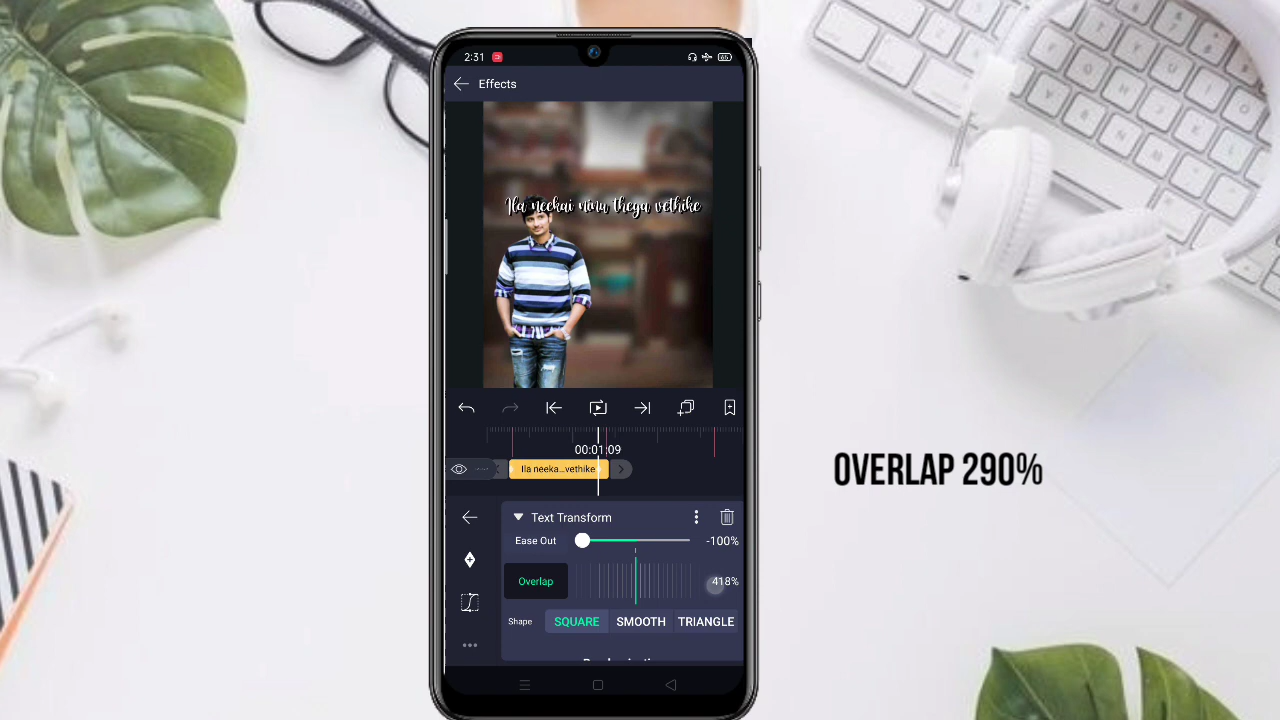 2:31
Effects
Ila neekai ninu thega vethike
00:01:09
Ila neeka...vethike
Text Transform
Ease Out
-100%
Overlap
418%
Shape
SQUARE
SMOOTH
TRIANGLE
OVERLAP 290%